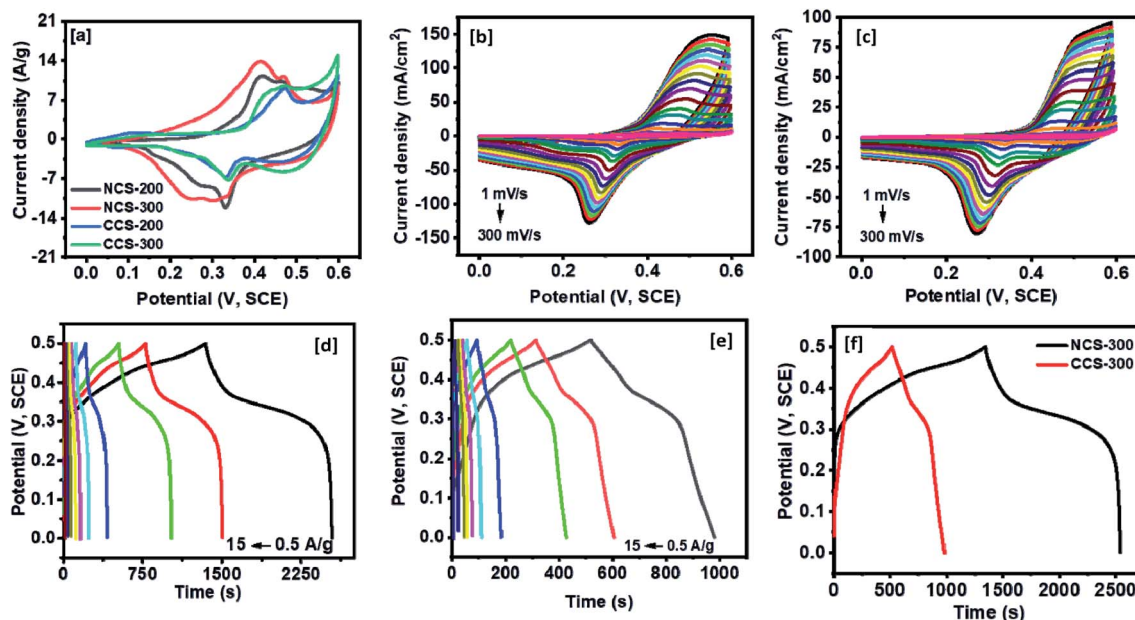 [a]
Current density (A/g)
21
14
7
0
-7
-14
-21
NCS-200
NCS-300
CCS-200
CCS-300
0.0 0.1 0.2 0.3 0.4 0.5 0.6
Potential (V, SCE)
[b]
Current density (mA/cm²)
150
100
50
0
-50
-100
-150
1 mV/s
300 mV/s
0.0 0.2 0.4 0.6
Potential (V, SCE)
[c]
Current density (mA/cm²)
100
75
50
25
0
-25
-50
-75
-100
1 mV/s
300 mV/s
0.0 0.1 0.2 0.3 0.4 0.5 0.6
Potential (V, SCE)
[d]
Potential (V, SCE)
0.5
0.4
0.3
0.2
0.1
0.0
15 ← 0.5 A/g
0 750 1500 2250
Time (s)
[e]
Potential (V, SCE)
0.5
0.4
0.3
0.2
0.1
0.0
15 ← 0.5 A/g
0 200 400 600 800 1000
Time (s)
[f]
NCS-300
CCS-300
Potential (V, SCE)
0.5
0.4
0.3
0.2
0.1
0.0
0 500 1000 1500 2000 2500
Time (s)